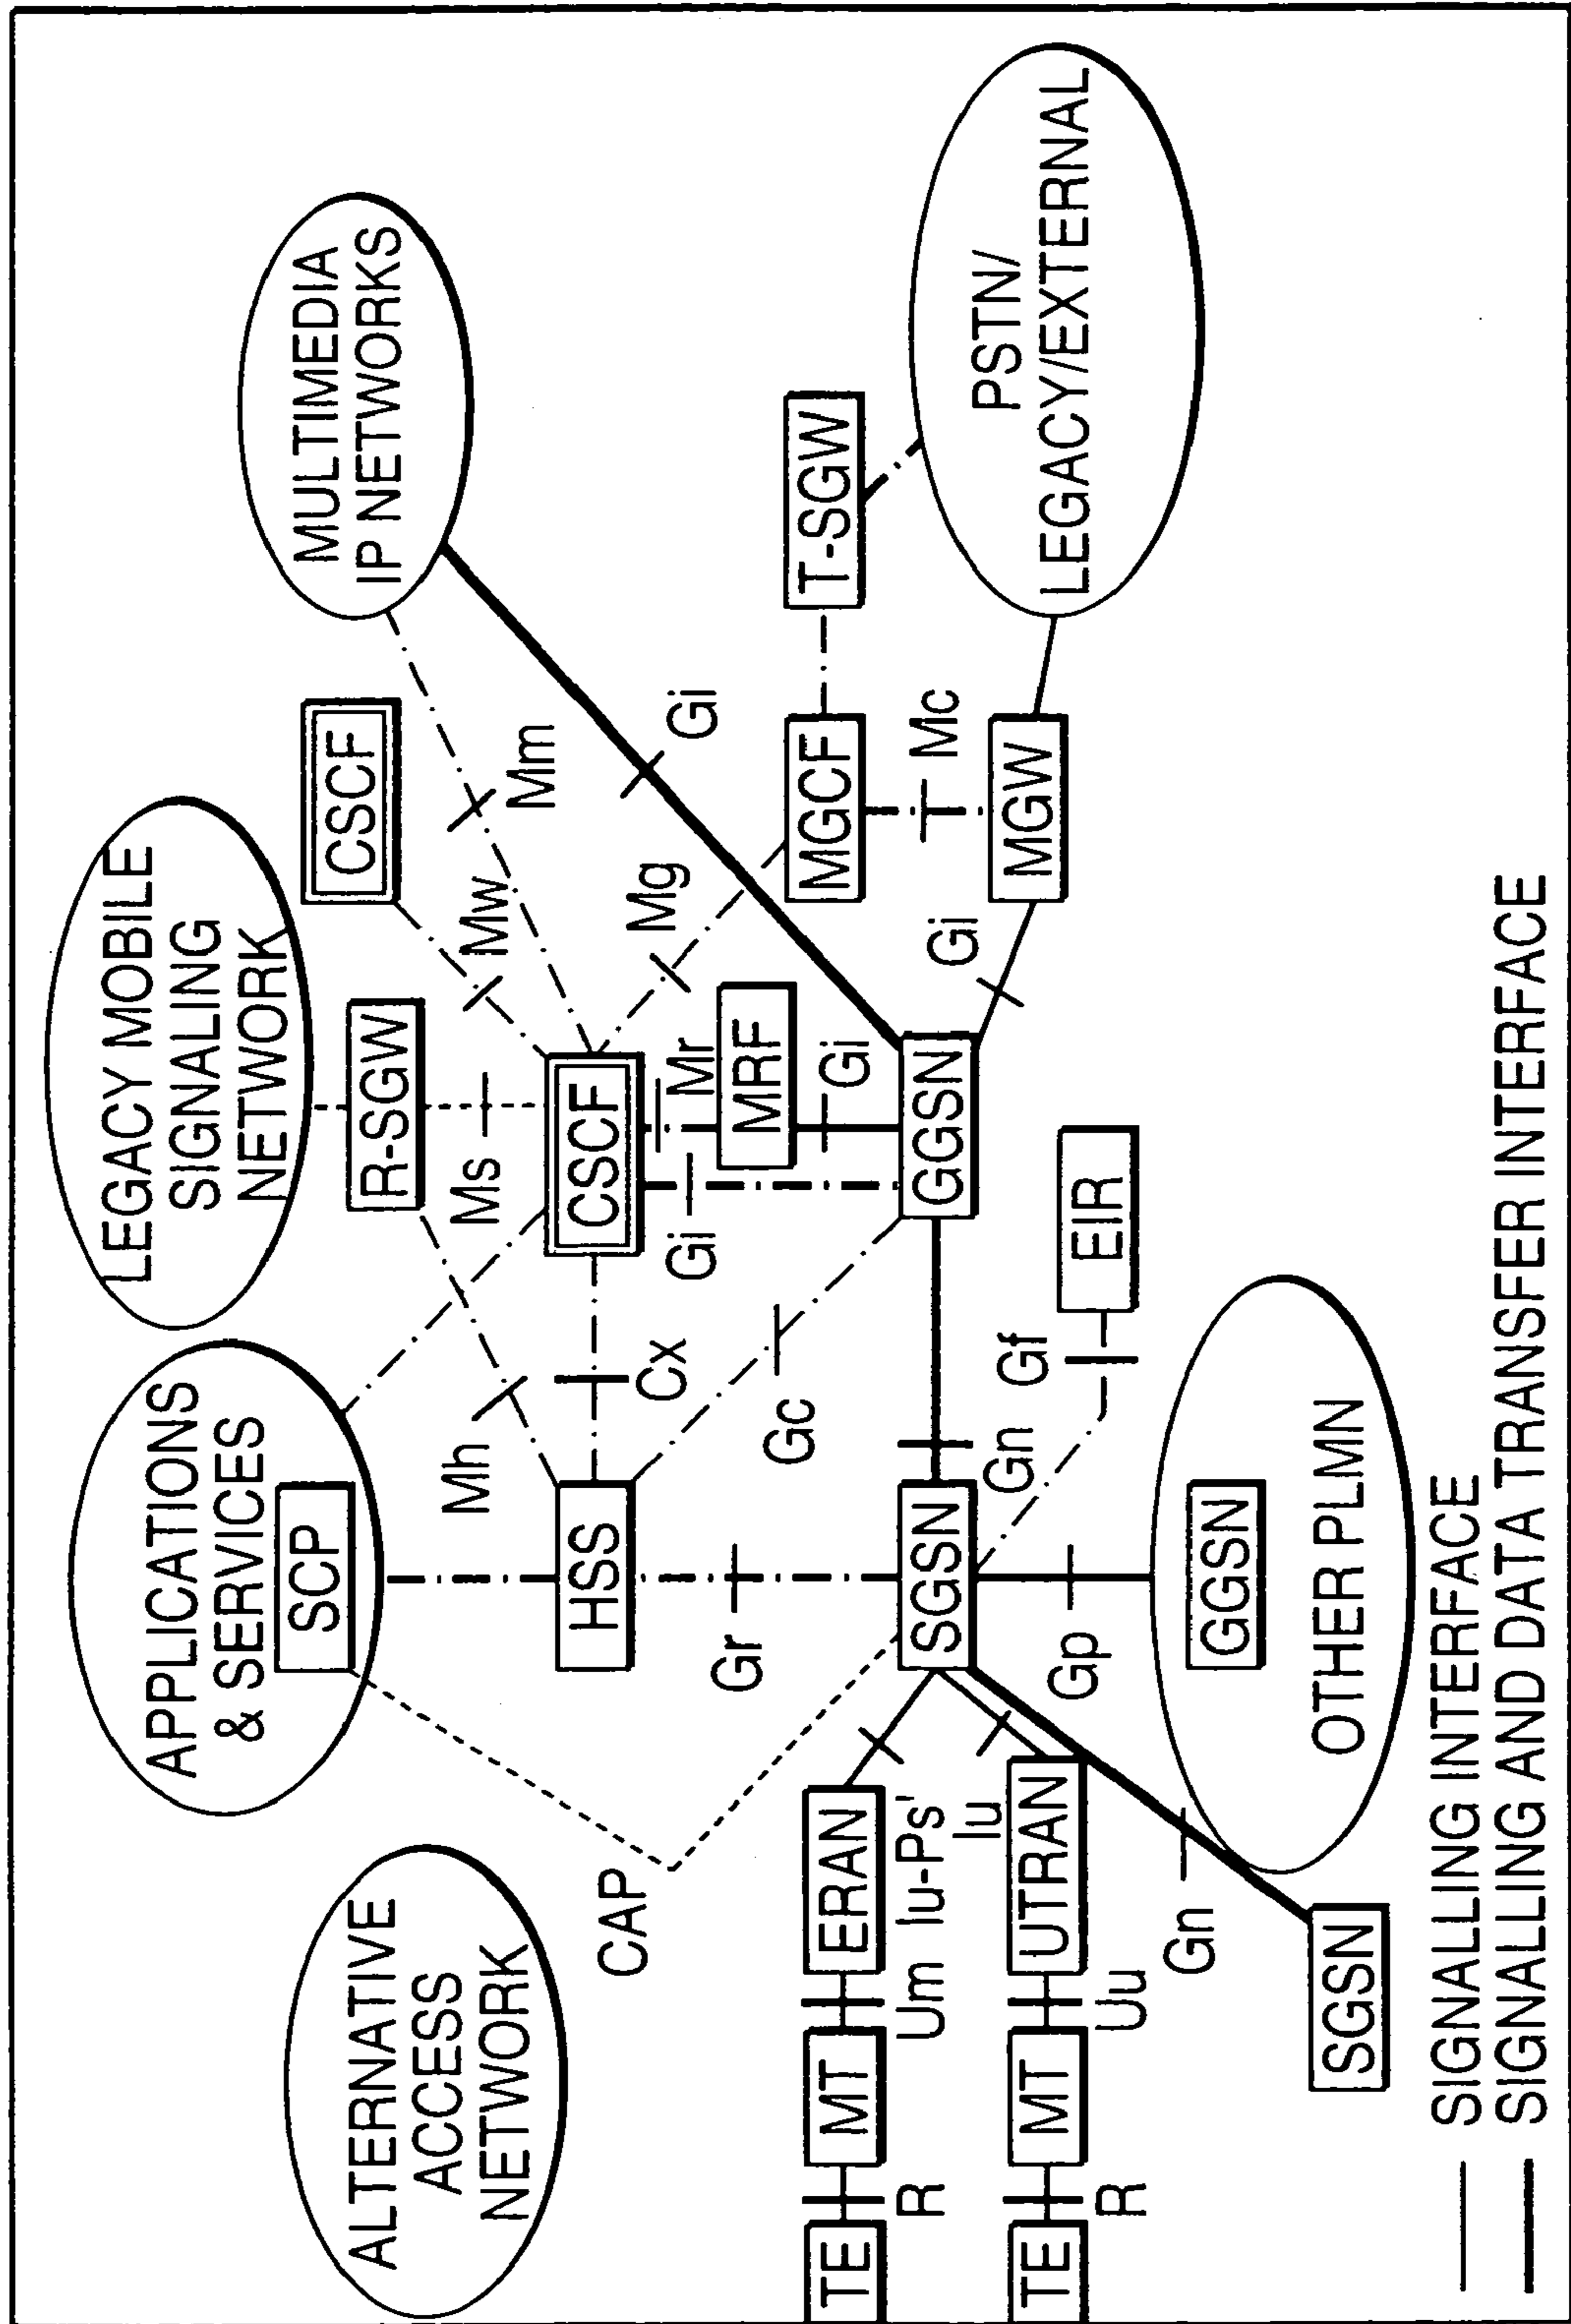 ALTERNATIVE
ACCESS
NETWORK
APPLICATIONS
& SERVICES
SCP
LEGACY MOBILE
SIGNALING
NETWORK
R-SGW
CSCF
MULTIMEDIA
IP NETWORKS
Mh
Ms
Mw
Mm
CAP
HSS
Cx
CSCF
Gi
Mr
Mg
Gi
Gr
Gc
MRF
Gi
TE
R
MT
Um
ERAN
Iu-Ps'
Iu
SGSN
Gn
GGSN
Gi
MGCF
T-SGW
Mc
TE
R
MT
Uu
UTRAN
Gp
Gf
EIR
MGW
PSTN/
LEGACY/EXTERNAL
Gn
SGSN
GGSN
OTHER PLMN
SIGNALLING INTERFACE
SIGNALLING AND DATA TRANSFER INTERFACE